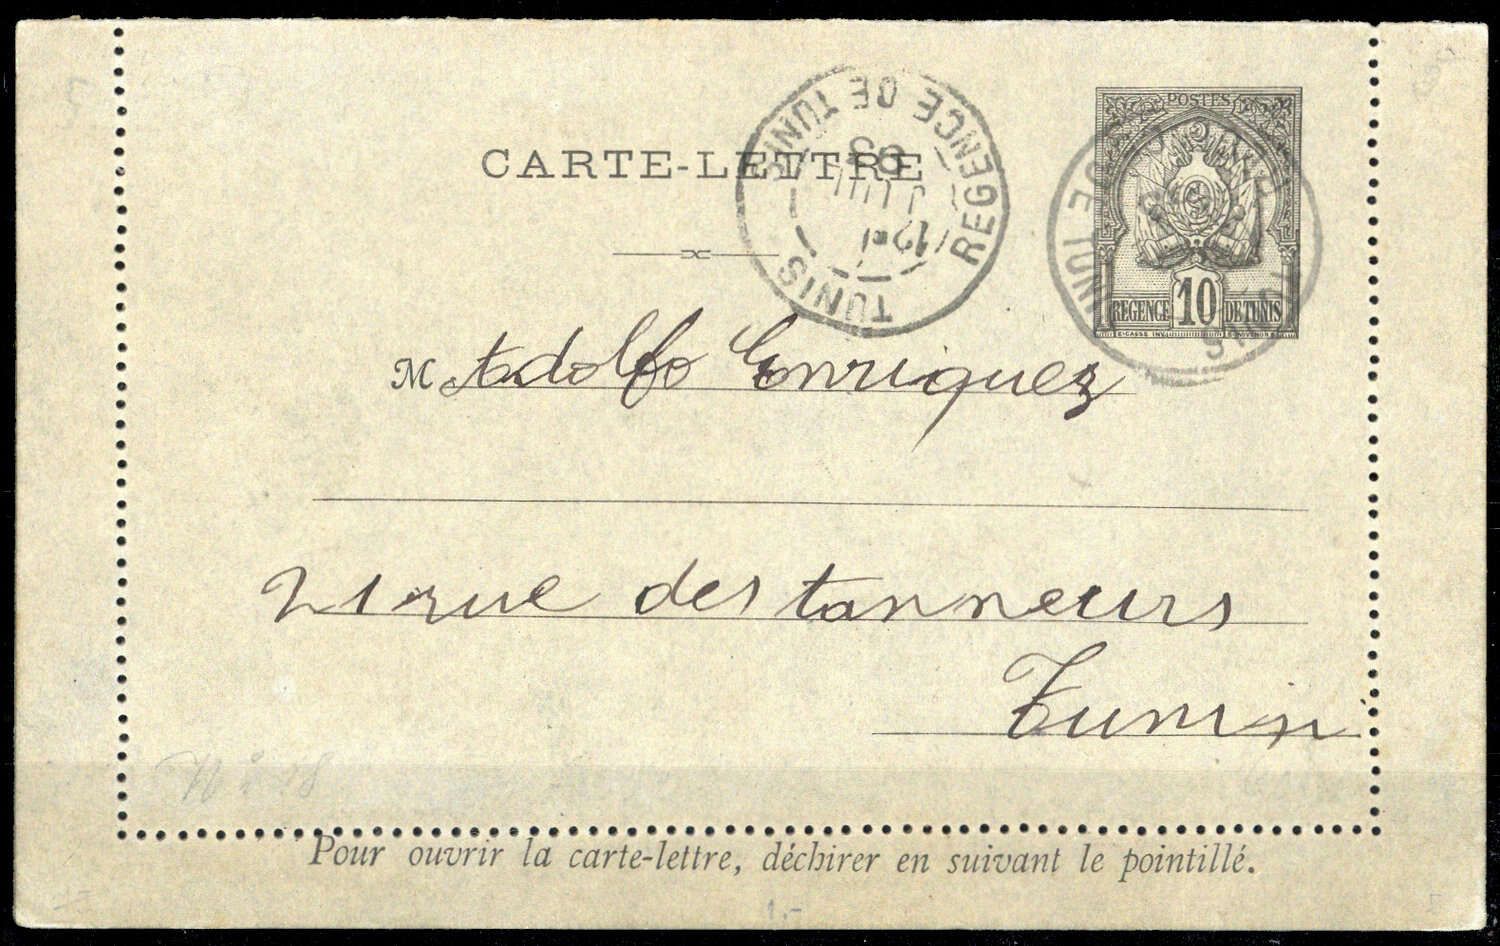 POSTES
CARTE-LETTRE
REGENCE DE TUNIS
TUNIS
REGENCE 10 DE TUNIS
M Adolfo Enriquez
21 rue des tanneurs
Tunis
Pour ouvrir la carte-lettre, déchirer en suivant le pointillé.
1.-